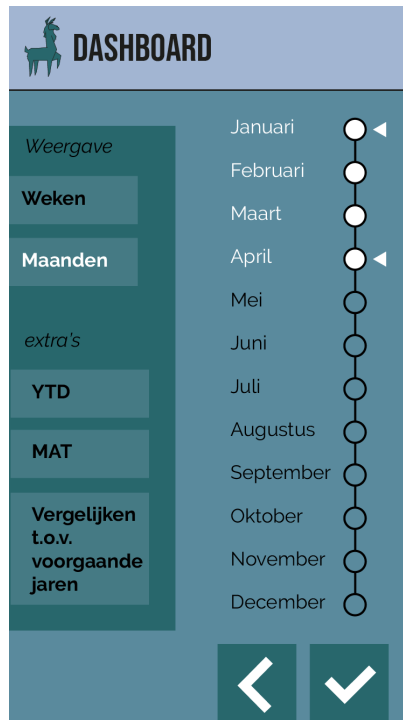 DASHBOARD
Weergave
Weken
Maanden
extra's
YTD
MAT
Vergelijken
t.o.v.
voorgaande
jaren
Januari
Februari
Maart
April
Mei
Juni
Juli
Augustus
September
Oktober
November
December